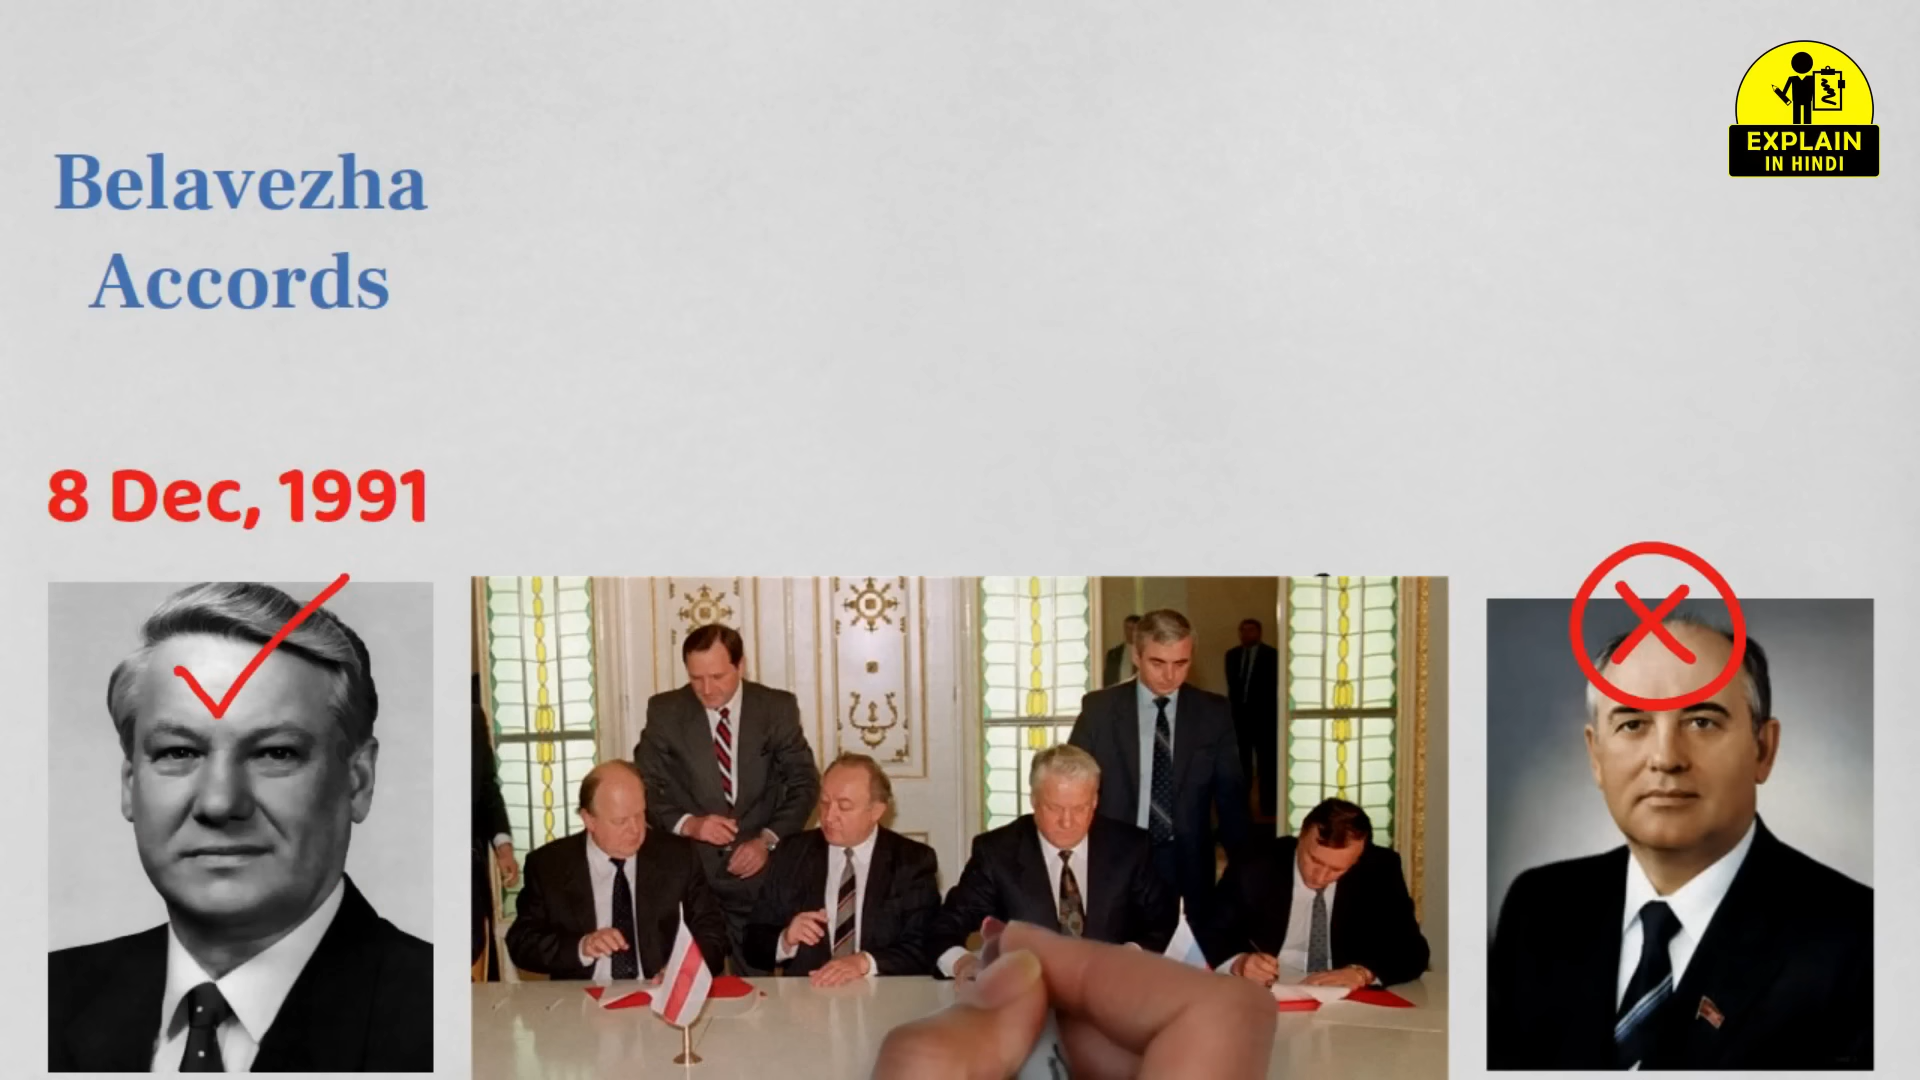 Belavezha
Accords
8 Dec, 1991
EXPLAIN
IN HINDI